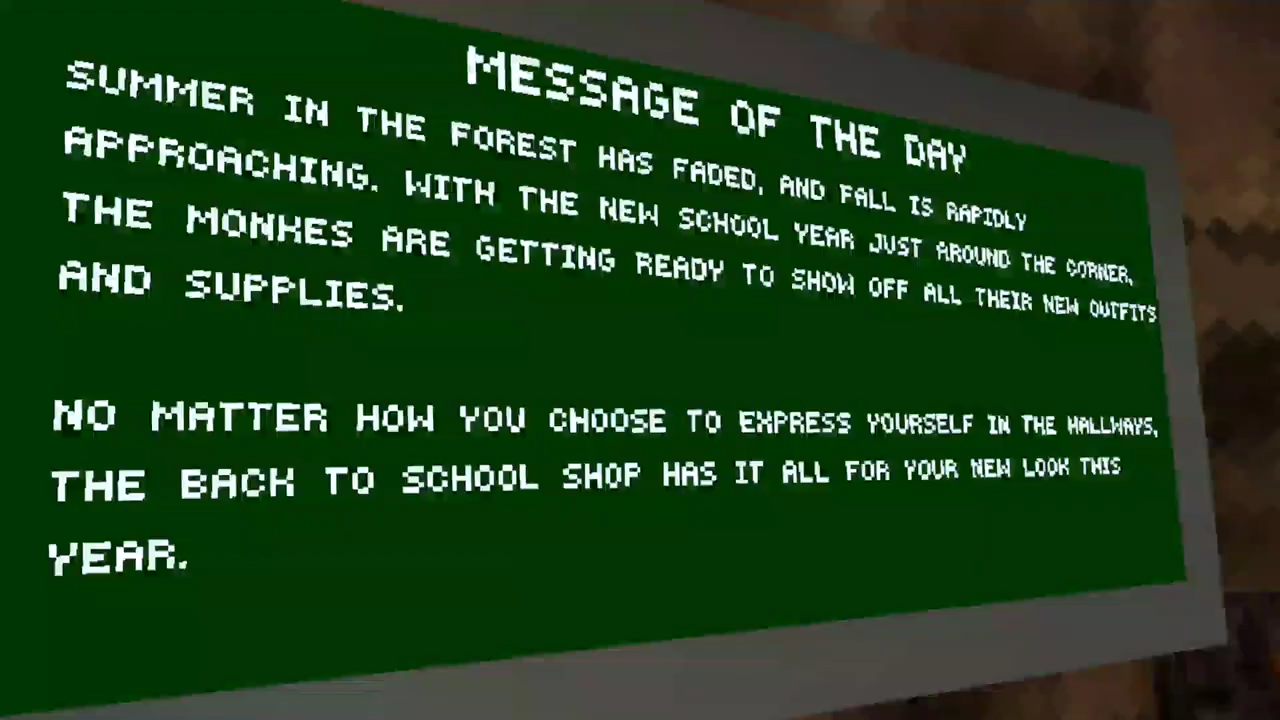 MESSAGE OF THE DAY
SUMMER IN THE FOREST HAS FADED, AND FALL IS RAPIDLY
APPROACHING. WITH THE NEW SCHOOL YEAR JUST AROUND THE CORNER,
THE MONKES ARE GETTING READY TO SHOW OFF ALL THEIR NEW OUTFITS
AND SUPPLIES.
NO MATTER HOW YOU CHOOSE TO EXPRESS YOURSELF IN THE HALLWAYS,
THE BACK TO SCHOOL SHOP HAS IT ALL FOR YOUR NEW LOOK THIS
YEAR.